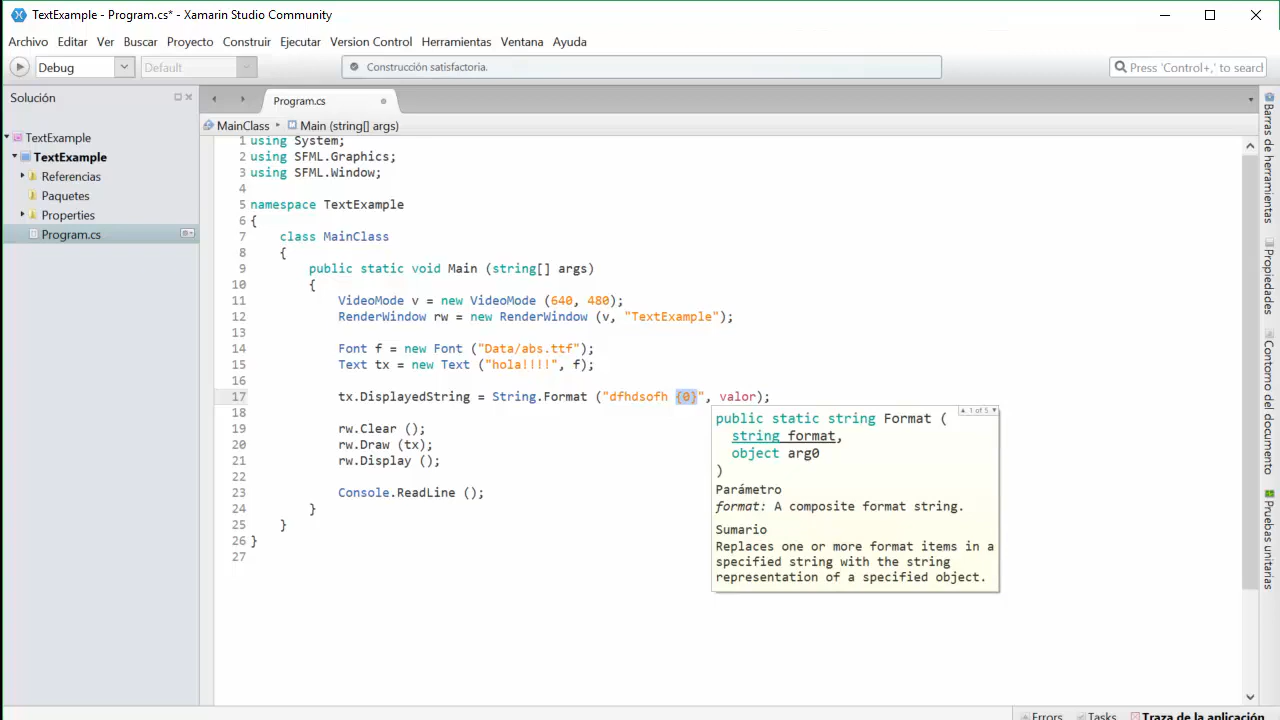 TextExample - Program.cs* - Xamarin Studio Community
Archivo Editar Ver Buscar Proyecto Construir Ejecutar Version Control Herramientas Ventana Ayuda
Debug Default Construcción satisfactoria. Press 'Control+,' to searcl
Solución
TextExample
TextExample
Referencias
Paquetes
Properties
Program.cs
Program.cs
MainClass Main (string[] args)
1 using System;
2 using SFML.Graphics;
3 using SFML.Window;
4
5 namespace TextExample
6 {
7 class MainClass
8 {
9 public static void Main (string[] args)
10 {
11 VideoMode v = new VideoMode (640, 480);
12 RenderWindow rw = new RenderWindow (v, "TextExample");
13
14 Font f = new Font ("Data/abs.ttf");
15 Text tx = new Text ("hola!!!!", f);
16
17 tx.DisplayedString = String.Format ("dfhdsofh {0}", valor);
18
19 rw.Clear ();
20 rw.Draw (tx);
21 rw.Display ();
22
23 Console.ReadLine ();
24 }
25 }
26 }
27
1 of 5
public static string Format (
string format,
object arg0
)
Parámetro
format: A composite format string.
Sumario
Replaces one or more format items in a
specified string with the string
representation of a specified object.
Barras de herramientas
Propiedades
Contorno del documento
Pruebas unitarias
Errors Tasks Traza de la aplicación